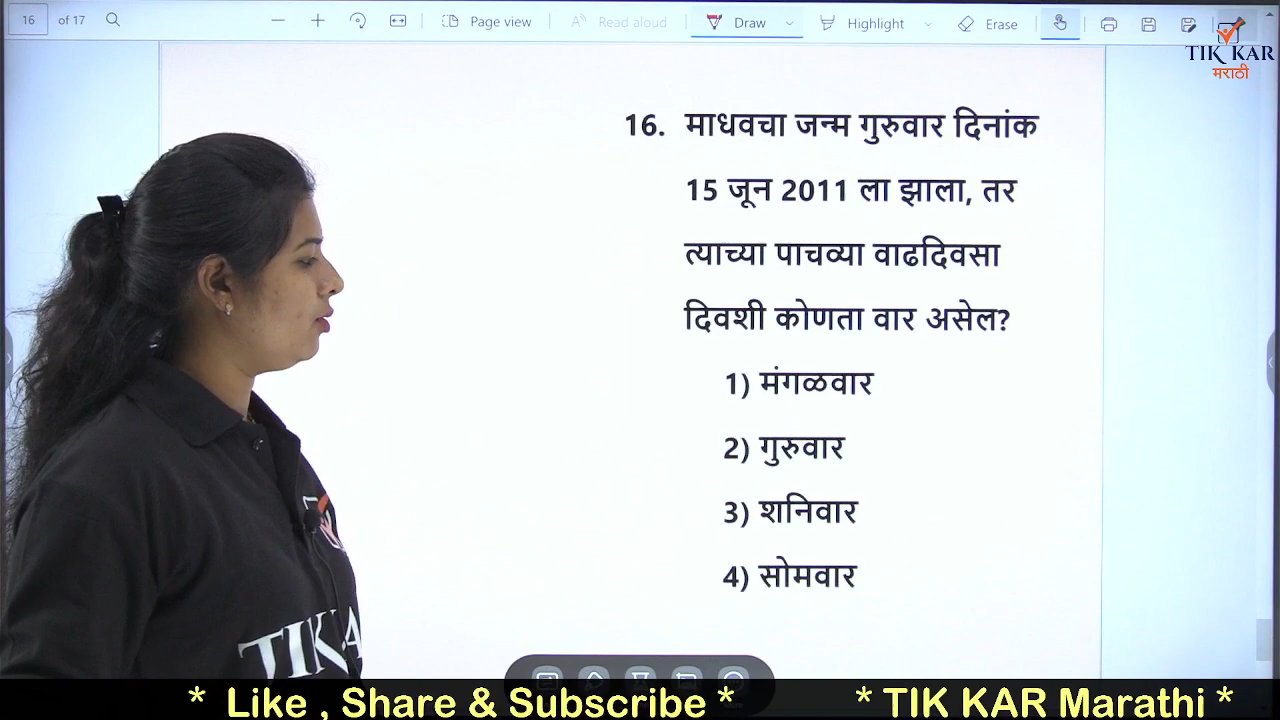 16 of 17 Page view Read aloud Draw Highlight Erase
TIK KAR
मराठी
16. माधवचा जन्म गुरुवार दिनांक
15 जून 2011 ला झाला, तर
त्याच्या पाचव्या वाढदिवसा
दिवशी कोणता वार असेल?
1) मंगळवार
2) गुरुवार
3) शनिवार
4) सोमवार
* Like , Share & Subscribe * * TIK KAR Marathi *